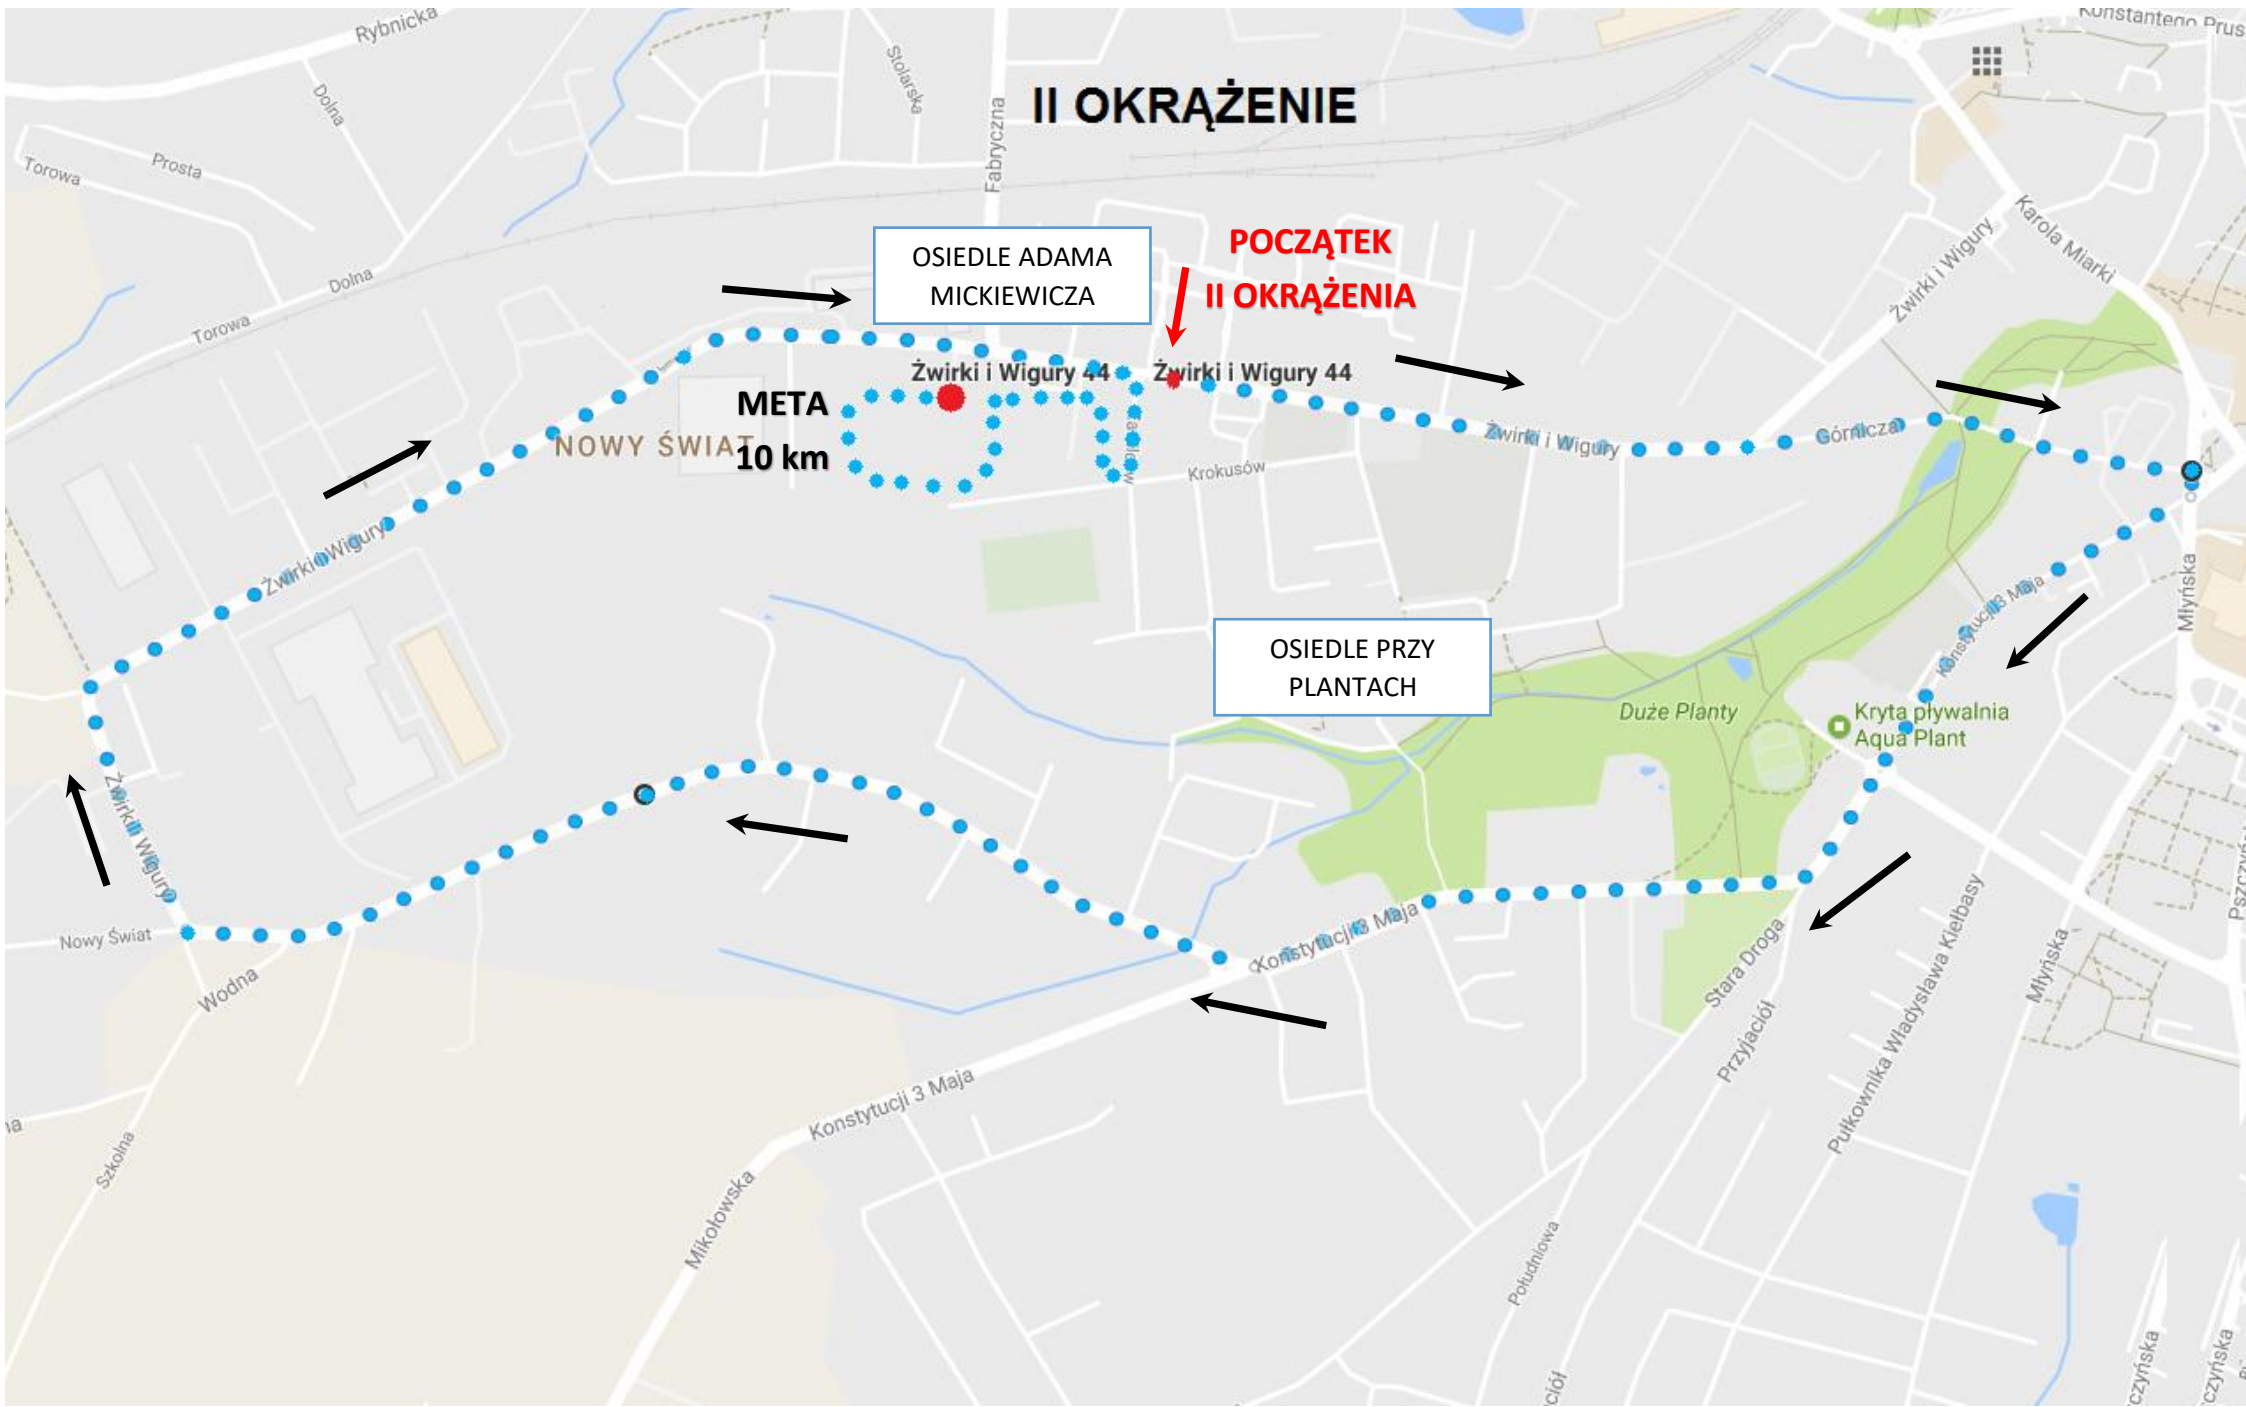 Rybnicka
Stolarska
II OKRĄŻENIE
Dolna
Fabryczna
Prosta
Torowa
Karola Miarki
OSIEDLE ADAMA
MICKIEWICZA
POCZĄTEK
II OKRĄŻENIA
Żwirki i Wigury
Dolna
Torowa
Żwirki i Wigury 44
Żwirki i Wigury 44
META
10 km
NOWY ŚWIAT
Żwirki i Wigury
Górnicza
Krokusów
Żwirki i Wigury
Konstytucji 3 Maja
Młyńska
OSIEDLE PRZY
PLANTACH
Duże Planty
Kryta pływalnia
Aqua Plant
Żwirki i Wigury
Nowy Świat
Wodna
Konstytucji 3 Maja
Stara Droga
Przyjaciół
Pułkownika Władysława Kiełbasy
Młyńska
Konstytucji 3 Maja
Szkolna
Mikołowska
Południowa